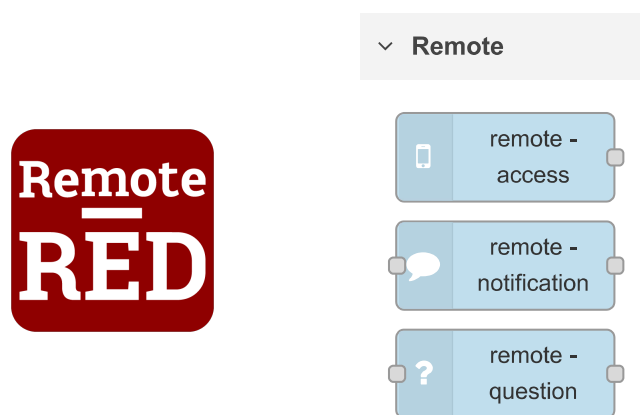 Remote
RED
Remote
remote -
access
remote -
notification
remote -
question